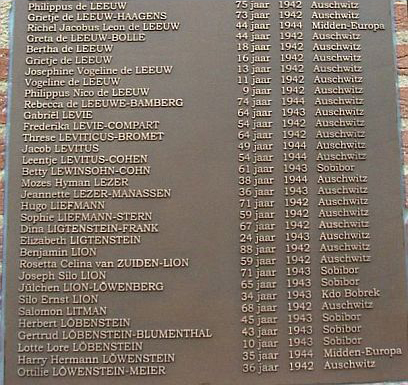 Philippus de LEEUW 75 jaar 1942 Auschwitz
Grietje de LEEUW-HAAGENS 73 jaar 1942 Auschwitz
Richel Jacobus Leon de LEEUW 44 jaar 1944 Midden-Europa
Greta de LEEUW-BOLLE 44 jaar 1942 Auschwitz
Bertha de LEEUW 18 jaar 1942 Auschwitz
Grietje de LEEUW 16 jaar 1942 Auschwitz
Josephine Vogeline de LEEUW 13 jaar 1942 Auschwitz
Vogeline de LEEUW 11 jaar 1942 Auschwitz
Philippus Nico de LEEUW 9 jaar 1942 Auschwitz
Rebecca de LEEUWE-BAMBERG 74 jaar 1944 Auschwitz
Gabriël LEVIE 64 jaar 1943 Auschwitz
Frederika LEVIE-COMPART 54 jaar 1942 Auschwitz
Threse LEVITICUS-BROMET 54 jaar 1942 Auschwitz
Jacob LEVITUS 49 jaar 1944 Auschwitz
Leentje LEVITUS-COHEN 54 jaar 1944 Auschwitz
Betty LEWINSOHN-COHN 61 jaar 1943 Sobibor
Mozes Hyman LEZER 38 jaar 1944 Auschwitz
Jeannette LEZER-MANASSEN 36 jaar 1943 Auschwitz
Hugo LIEFMANN 71 jaar 1942 Auschwitz
Sophie LIEFMANN-STERN 59 jaar 1942 Auschwitz
Dina LIGTENSTEIN-FRANK 67 jaar 1942 Auschwitz
Elizabeth LIGTENSTEIN 24 jaar 1943 Auschwitz
Benjamin LION 88 jaar 1942 Auschwitz
Rosetta Celina van ZUIDEN-LION 59 jaar 1942 Auschwitz
Joseph Silo LION 71 jaar 1943 Sobibor
Jülchen LION-LÖWENBERG 65 jaar 1943 Sobibor
Silo Ernst LION 34 jaar 1943 Kdo Bobrek
Salomon LITMAN 68 jaar 1942 Auschwitz
Herbert LÖBENSTEIN 45 jaar 1943 Sobibor
Gertrud LÖBENSTEIN-BLUMENTHAL 43 jaar 1943 Sobibor
Lotte Lore LÖBENSTEIN 10 jaar 1943 Sobibor
Harry Hermann LÖWENSTEIN 35 jaar 1944 Midden-Europa
Ottilie LÖWENSTEIN-MEIER 36 jaar 1942 Auschwitz